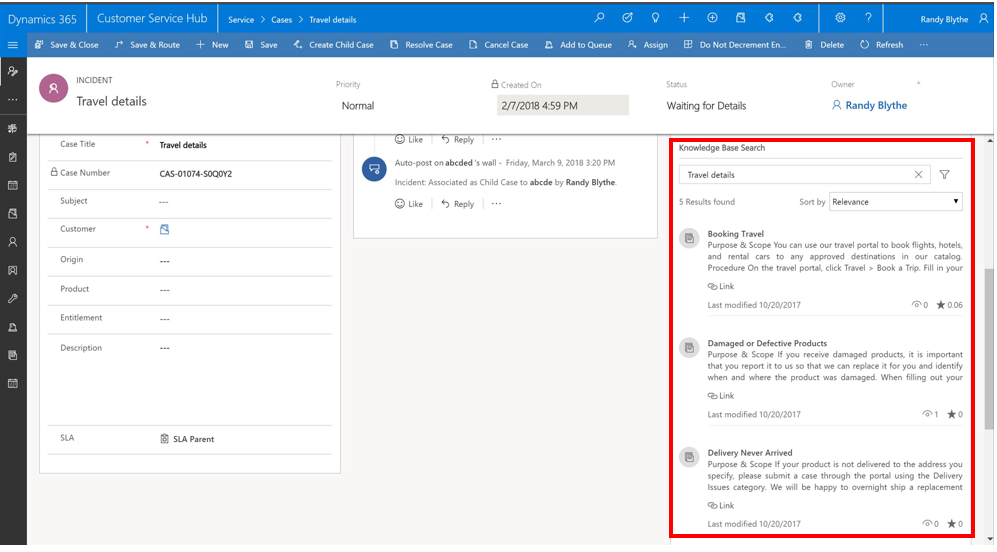 Dynamics 365
Customer Service Hub
Service > Cases > Travel details
Randy Blythe
Save & Close
Save & Route
New
Save
Create Child Case
Resolve Case
Cancel Case
Add to Queue
Assign
Do Not Decrement En...
Delete
Refresh
...
INCIDENT
Travel details
Priority
Normal
Created On
2/7/2018 4:59 PM
Status
Waiting for Details
Owner
*
Randy Blythe
Case Title * Travel details
Case Number CAS-01074-S0Q0Y2
Subject ---
Customer *
Origin ---
Product ---
Entitlement ---
Description ---
SLA SLA Parent
Like Reply ...
Auto-post on abcded 's wall - Friday, March 9, 2018 3:20 PM
Incident: Associated as Child Case to abcde by Randy Blythe.
Like Reply ...
Knowledge Base Search
Travel details
5 Results found
Sort by Relevance
Booking Travel
Purpose & Scope You can use our travel portal to book flights, hotels,
and rental cars to any approved destinations in our catalog.
Procedure On the travel portal, click Travel > Book a Trip. Fill in your
Link
Last modified 10/20/2017 0 0.06
Damaged or Defective Products
Purpose & Scope If you receive damaged products, it is important
that you report it to us so that we can replace it for you and identify
when and where the product was damaged. When filling out your
Link
Last modified 10/20/2017 1 0
Delivery Never Arrived
Purpose & Scope If your product is not delivered to the address you
specify, please submit a case through the portal using the Delivery
Issues category. We will be happy to overnight ship a replacement
Link
Last modified 10/20/2017 0 0